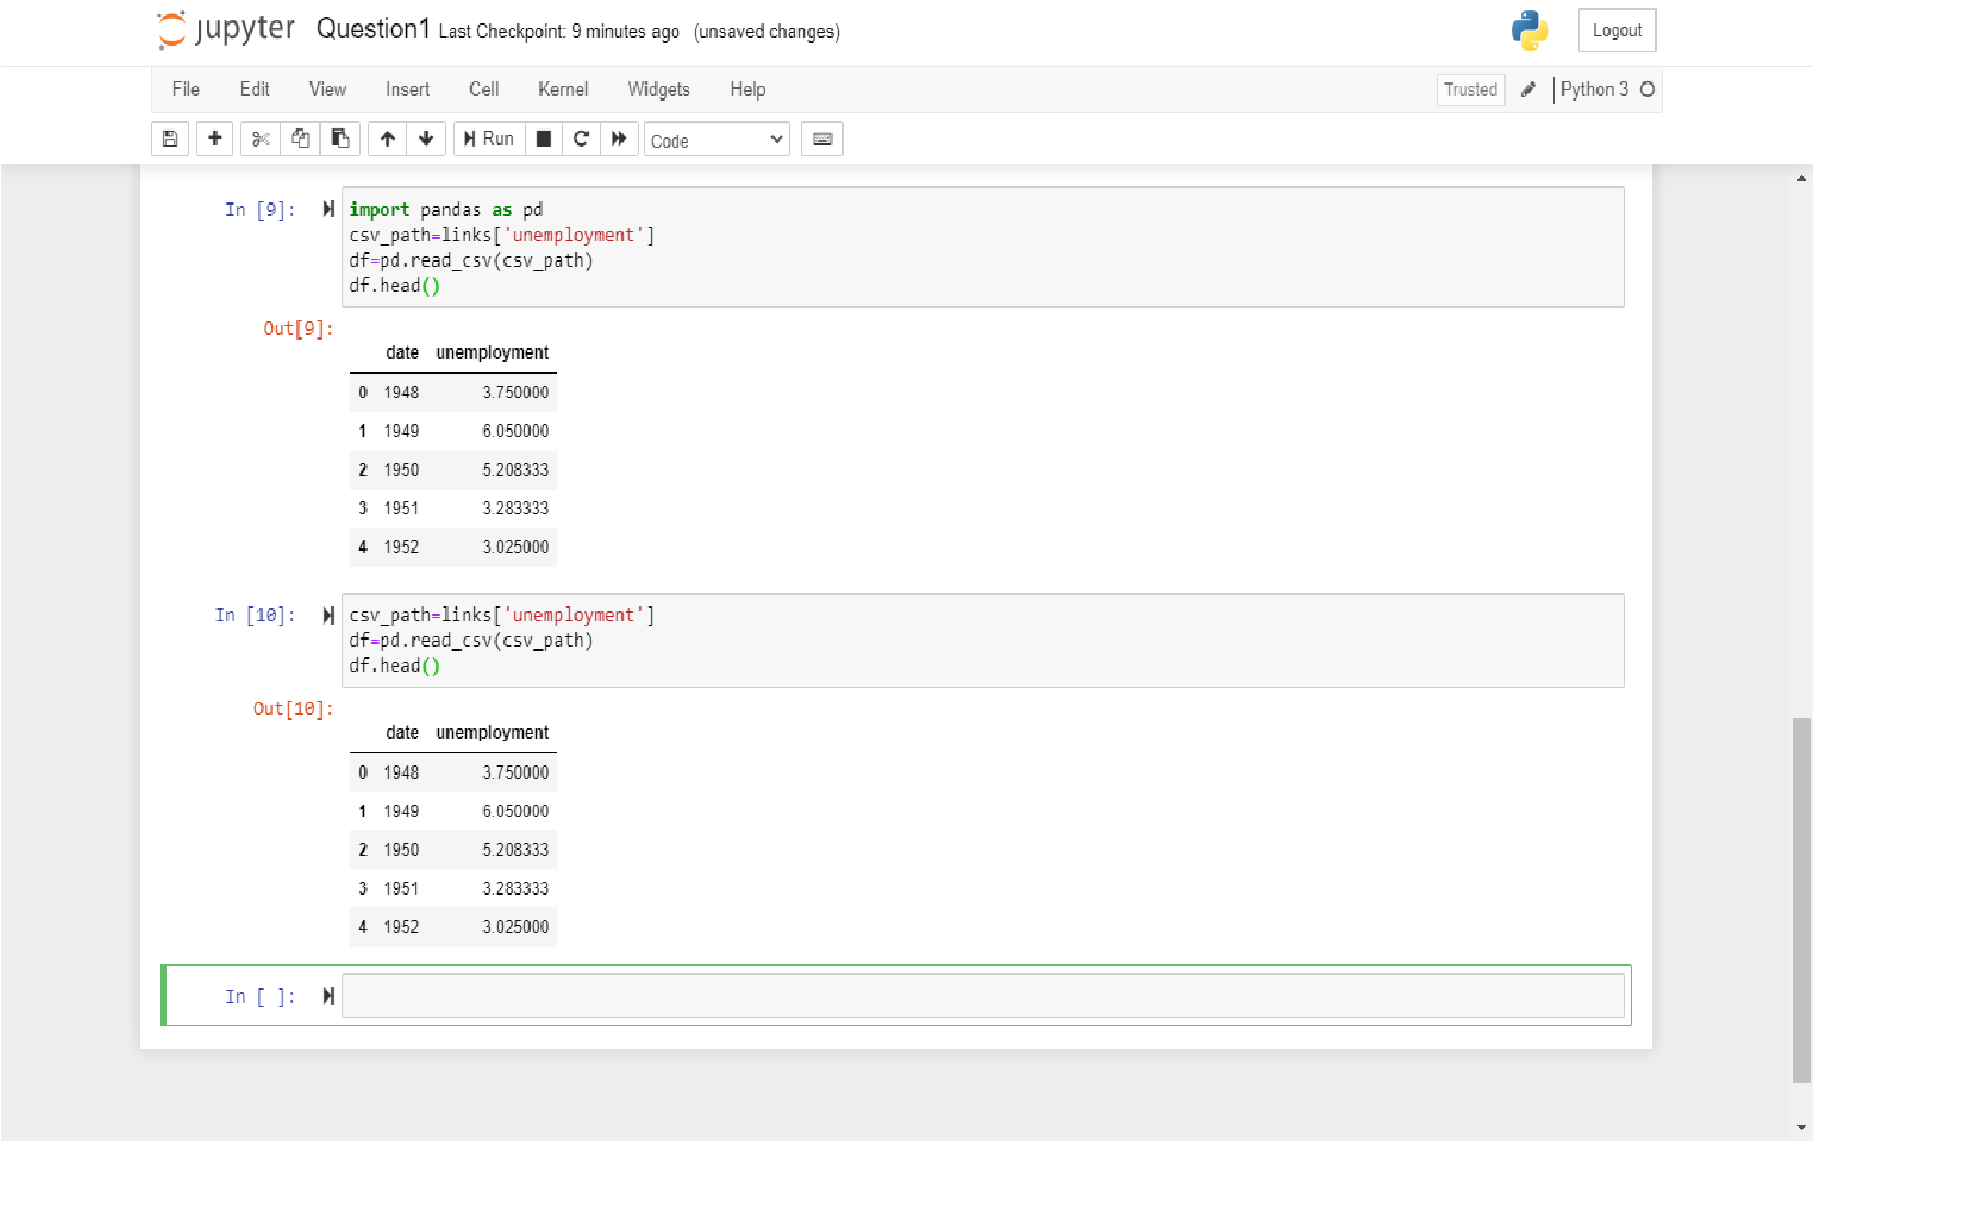 jupyter Question1 Last Checkpoint: 9 minutes ago (unsaved changes) Logout
File Edit View Insert Cell Kernel Widgets Help Trusted Python 3
Run Code
In [9]: import pandas as pd
csv_path=links['unemployment']
df=pd.read_csv(csv_path)
df.head()
Out[9]:
date unemployment
0 1948 3.750000
1 1949 6.050000
2 1950 5.208333
3 1951 3.283333
4 1952 3.025000
In [10]: csv_path=links['unemployment']
df=pd.read_csv(csv_path)
df.head()
Out[10]:
date unemployment
0 1948 3.750000
1 1949 6.050000
2 1950 5.208333
3 1951 3.283333
4 1952 3.025000
In [ ]: